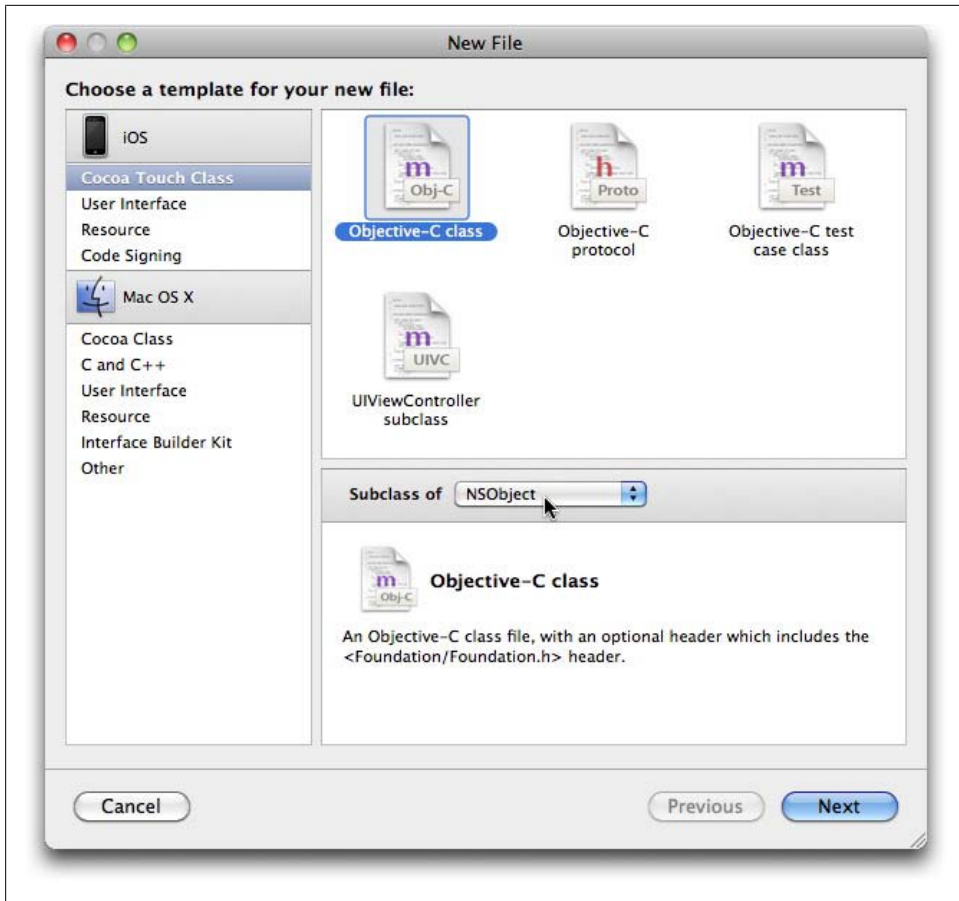 New File
Choose a template for your new file:
iOS
Cocoa Touch Class
User Interface
Resource
Code Signing
Mac OS X
Cocoa Class
C and C++
User Interface
Resource
Interface Builder Kit
Other
m
Obj-C
Objective-C class
h
Proto
Objective-C
protocol
m
Test
Objective-C test
case class
m
UIVC
UIViewController
subclass
Subclass of NSObject
m
Obj-C
Objective-C class
An Objective-C class file, with an optional header which includes the
<Foundation/Foundation.h> header.
Cancel
Previous
Next